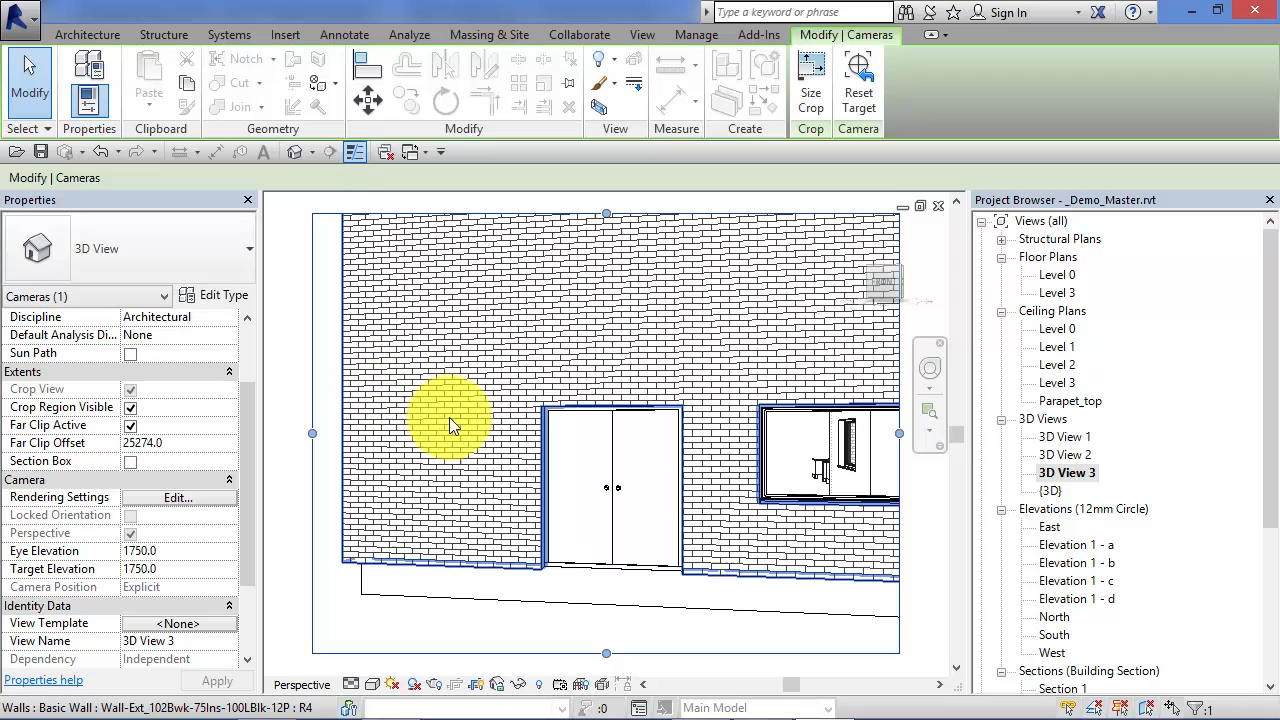 Type a keyword or phrase
Sign In
Architecture
Structure
Systems
Insert
Annotate
Analyze
Massing & Site
Collaborate
View
Manage
Add-Ins
Modify | Cameras
Modify
Paste
Notch
Cut
Join
Size Crop
Reset Target
Select
Properties
Clipboard
Geometry
Modify
View
Measure
Create
Crop
Camera
Modify | Cameras
Properties
3D View
Cameras (1)
Edit Type
Discipline Architectural
Default Analysis Di... None
Sun Path
Extents
Crop View
Crop Region Visible
Far Clip Active
Far Clip Offset 25274.0
Section Box
Camera
Rendering Settings Edit...
Locked Orientation
Perspective
Eye Elevation 1750.0
Target Elevation 1750.0
Camera Position Explicit
Identity Data
View Template <None>
View Name 3D View 3
Dependency Independent
Properties help
Apply
FRONT
Perspective
Project Browser - _Demo_Master.rvt
Views (all)
Structural Plans
Floor Plans
Level 0
Level 3
Ceiling Plans
Level 0
Level 1
Level 2
Level 3
Parapet_top
3D Views
3D View 1
3D View 2
3D View 3
{3D}
Elevations (12mm Circle)
East
Elevation 1 - a
Elevation 1 - b
Elevation 1 - c
Elevation 1 - d
North
South
West
Sections (Building Section)
Section 1
Walls : Basic Wall : Wall-Ext_102Bwk-75Ins-100LBlk-12P : R4
:0
Main Model
:1